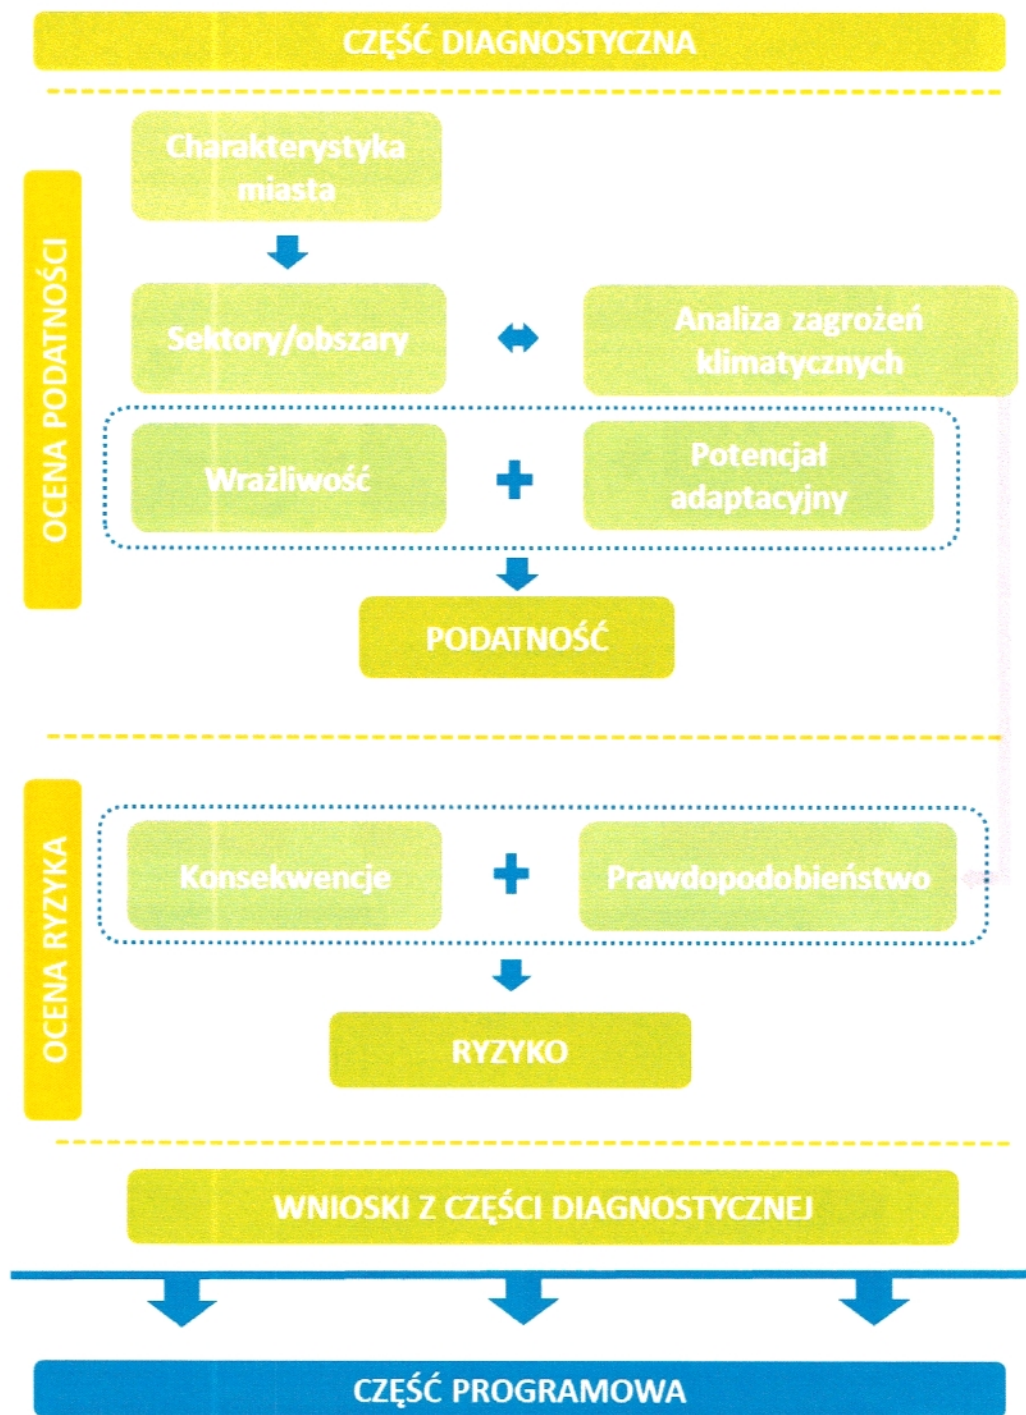 CZĘŚĆ DIAGNOSTYCZNA
OCENA PODATNOŚCI
Charakterystyka
miasta
Sektory/obszary
Analiza zagrożeń
klimatycznych
Wrażliwość
Potencjał
adaptacyjny
PODATNOŚĆ
OCENA RYZYKA
Konsekwencje
Prawdopodobieństwo
RYZYKO
WNIOSKI Z CZĘŚCI DIAGNOSTYCZNEJ
CZĘŚĆ PROGRAMOWA